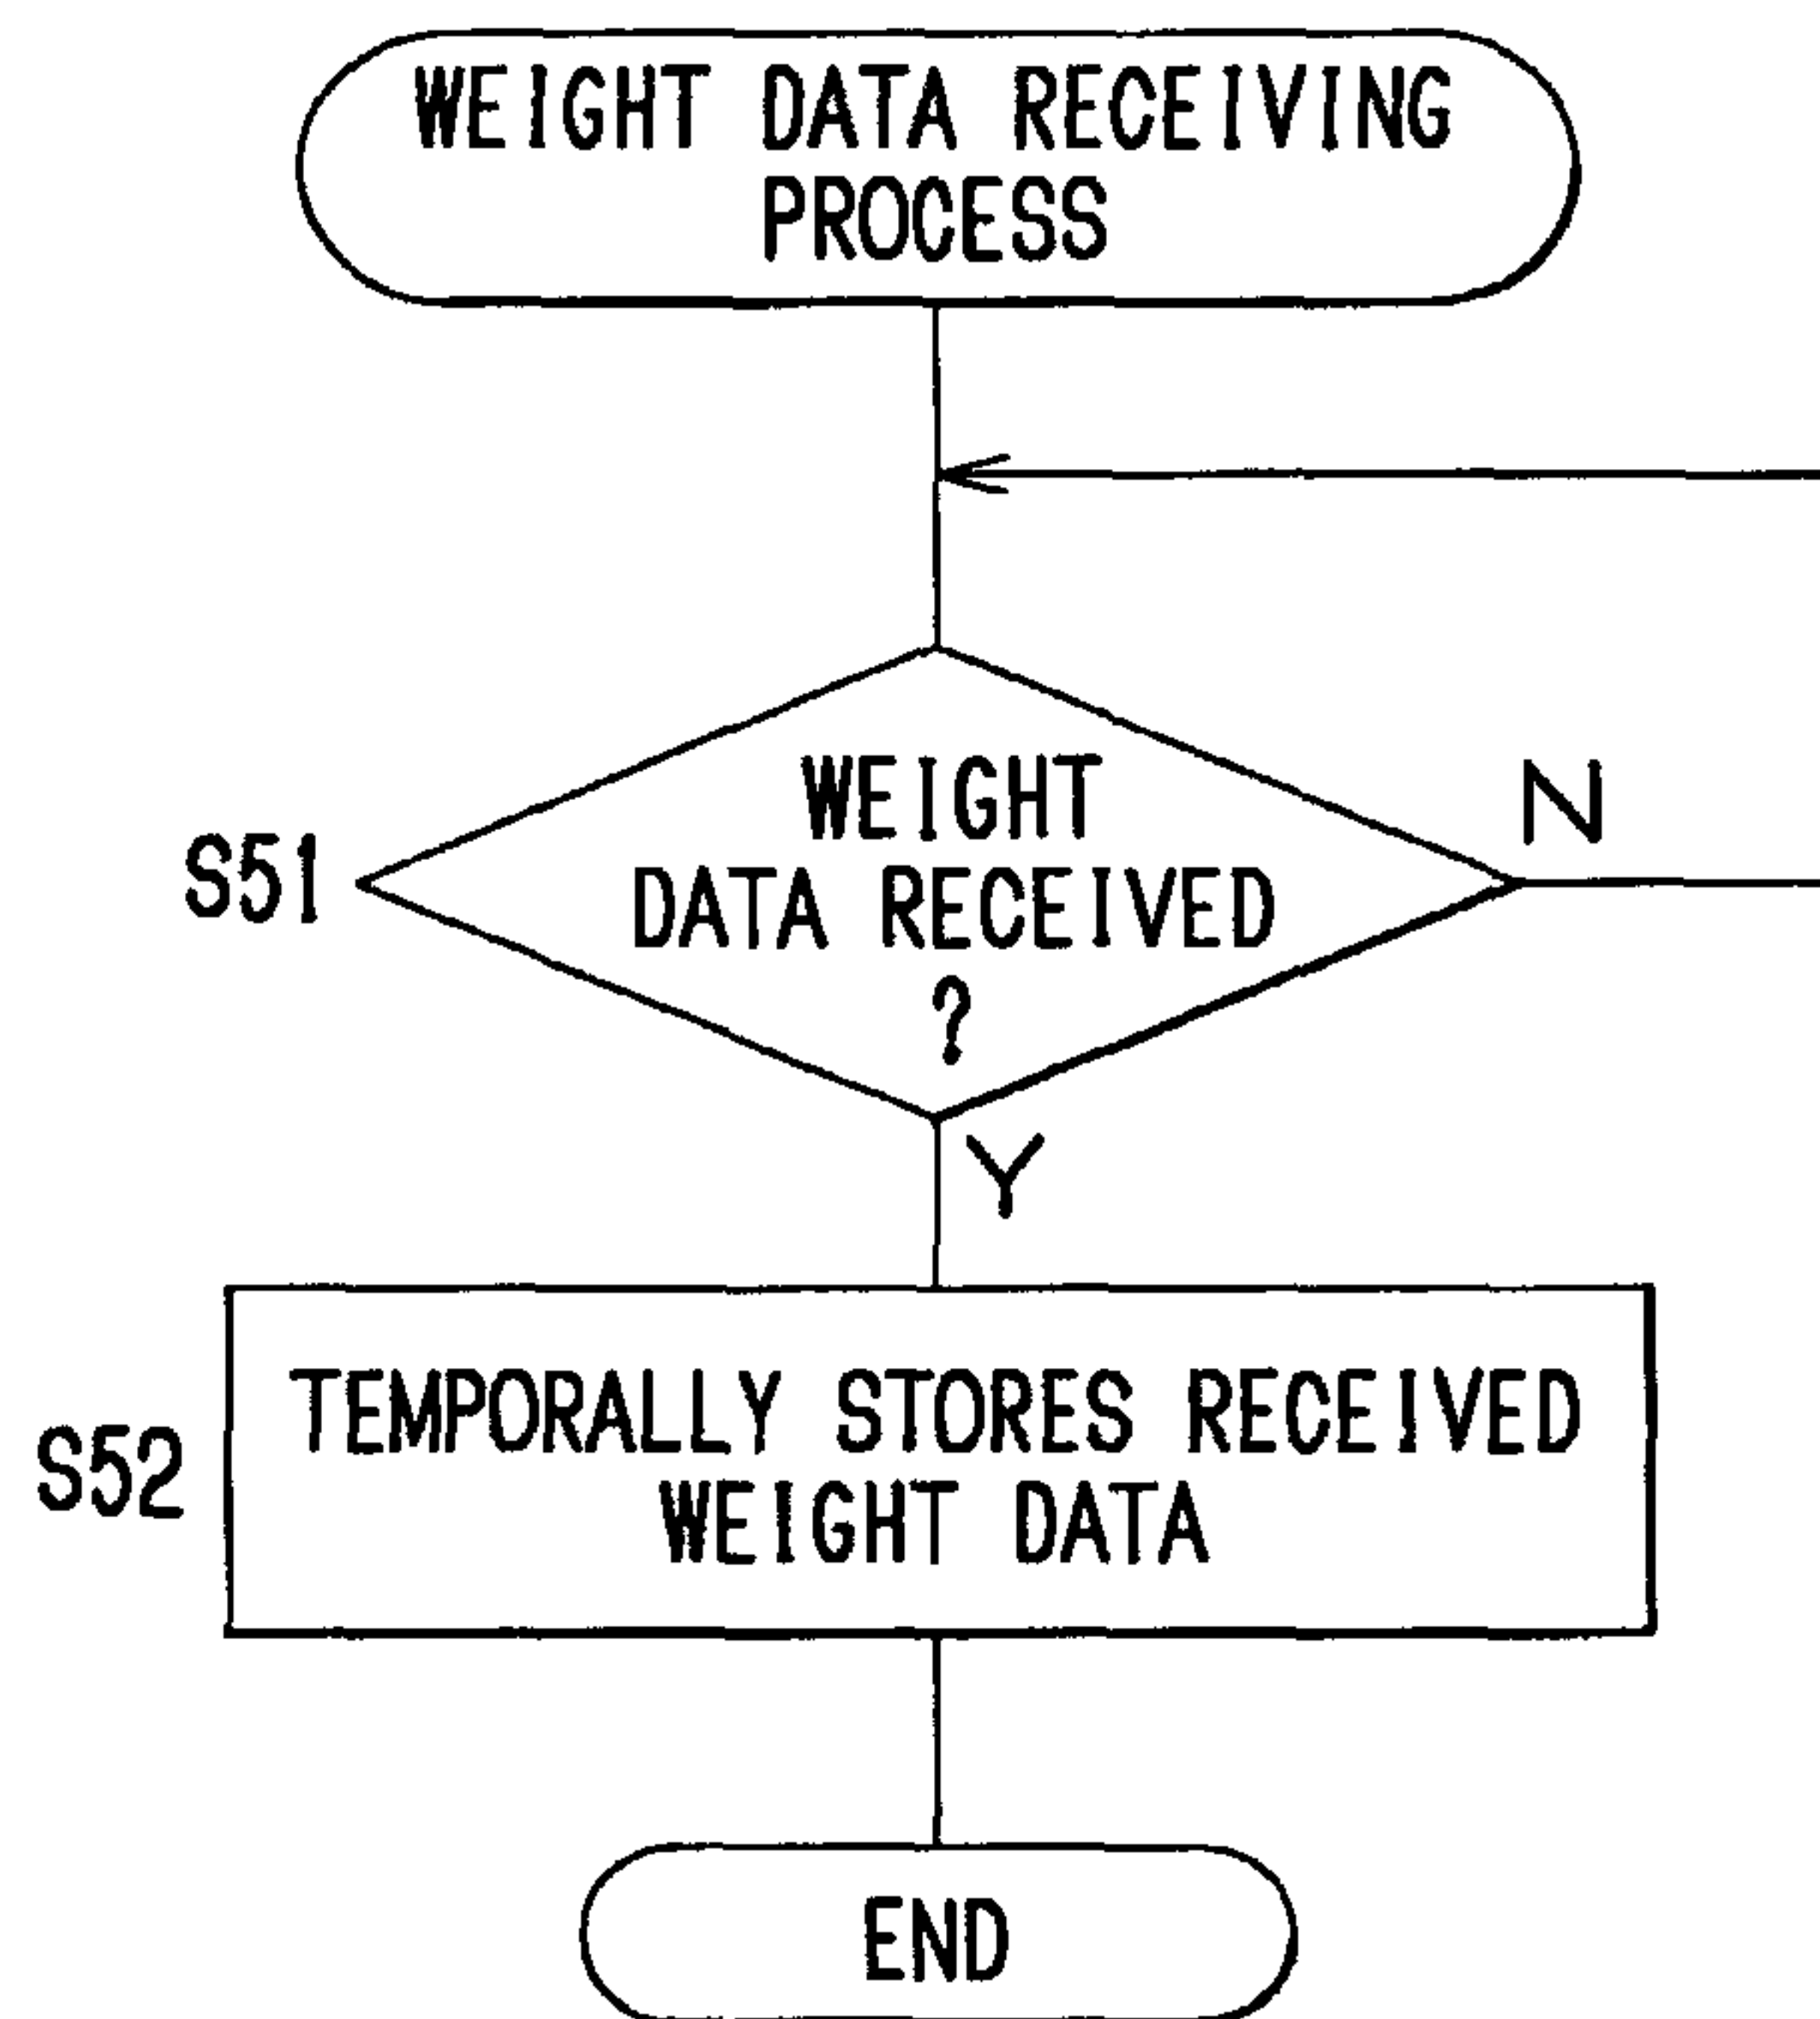 WEIGHT DATA RECEIVING
PROCESS
WEIGHT
N
S51
DATA RECEIVED
?
Y
TEMPORALLY STORES RECEIVED
S52
WEIGHT DATA
END